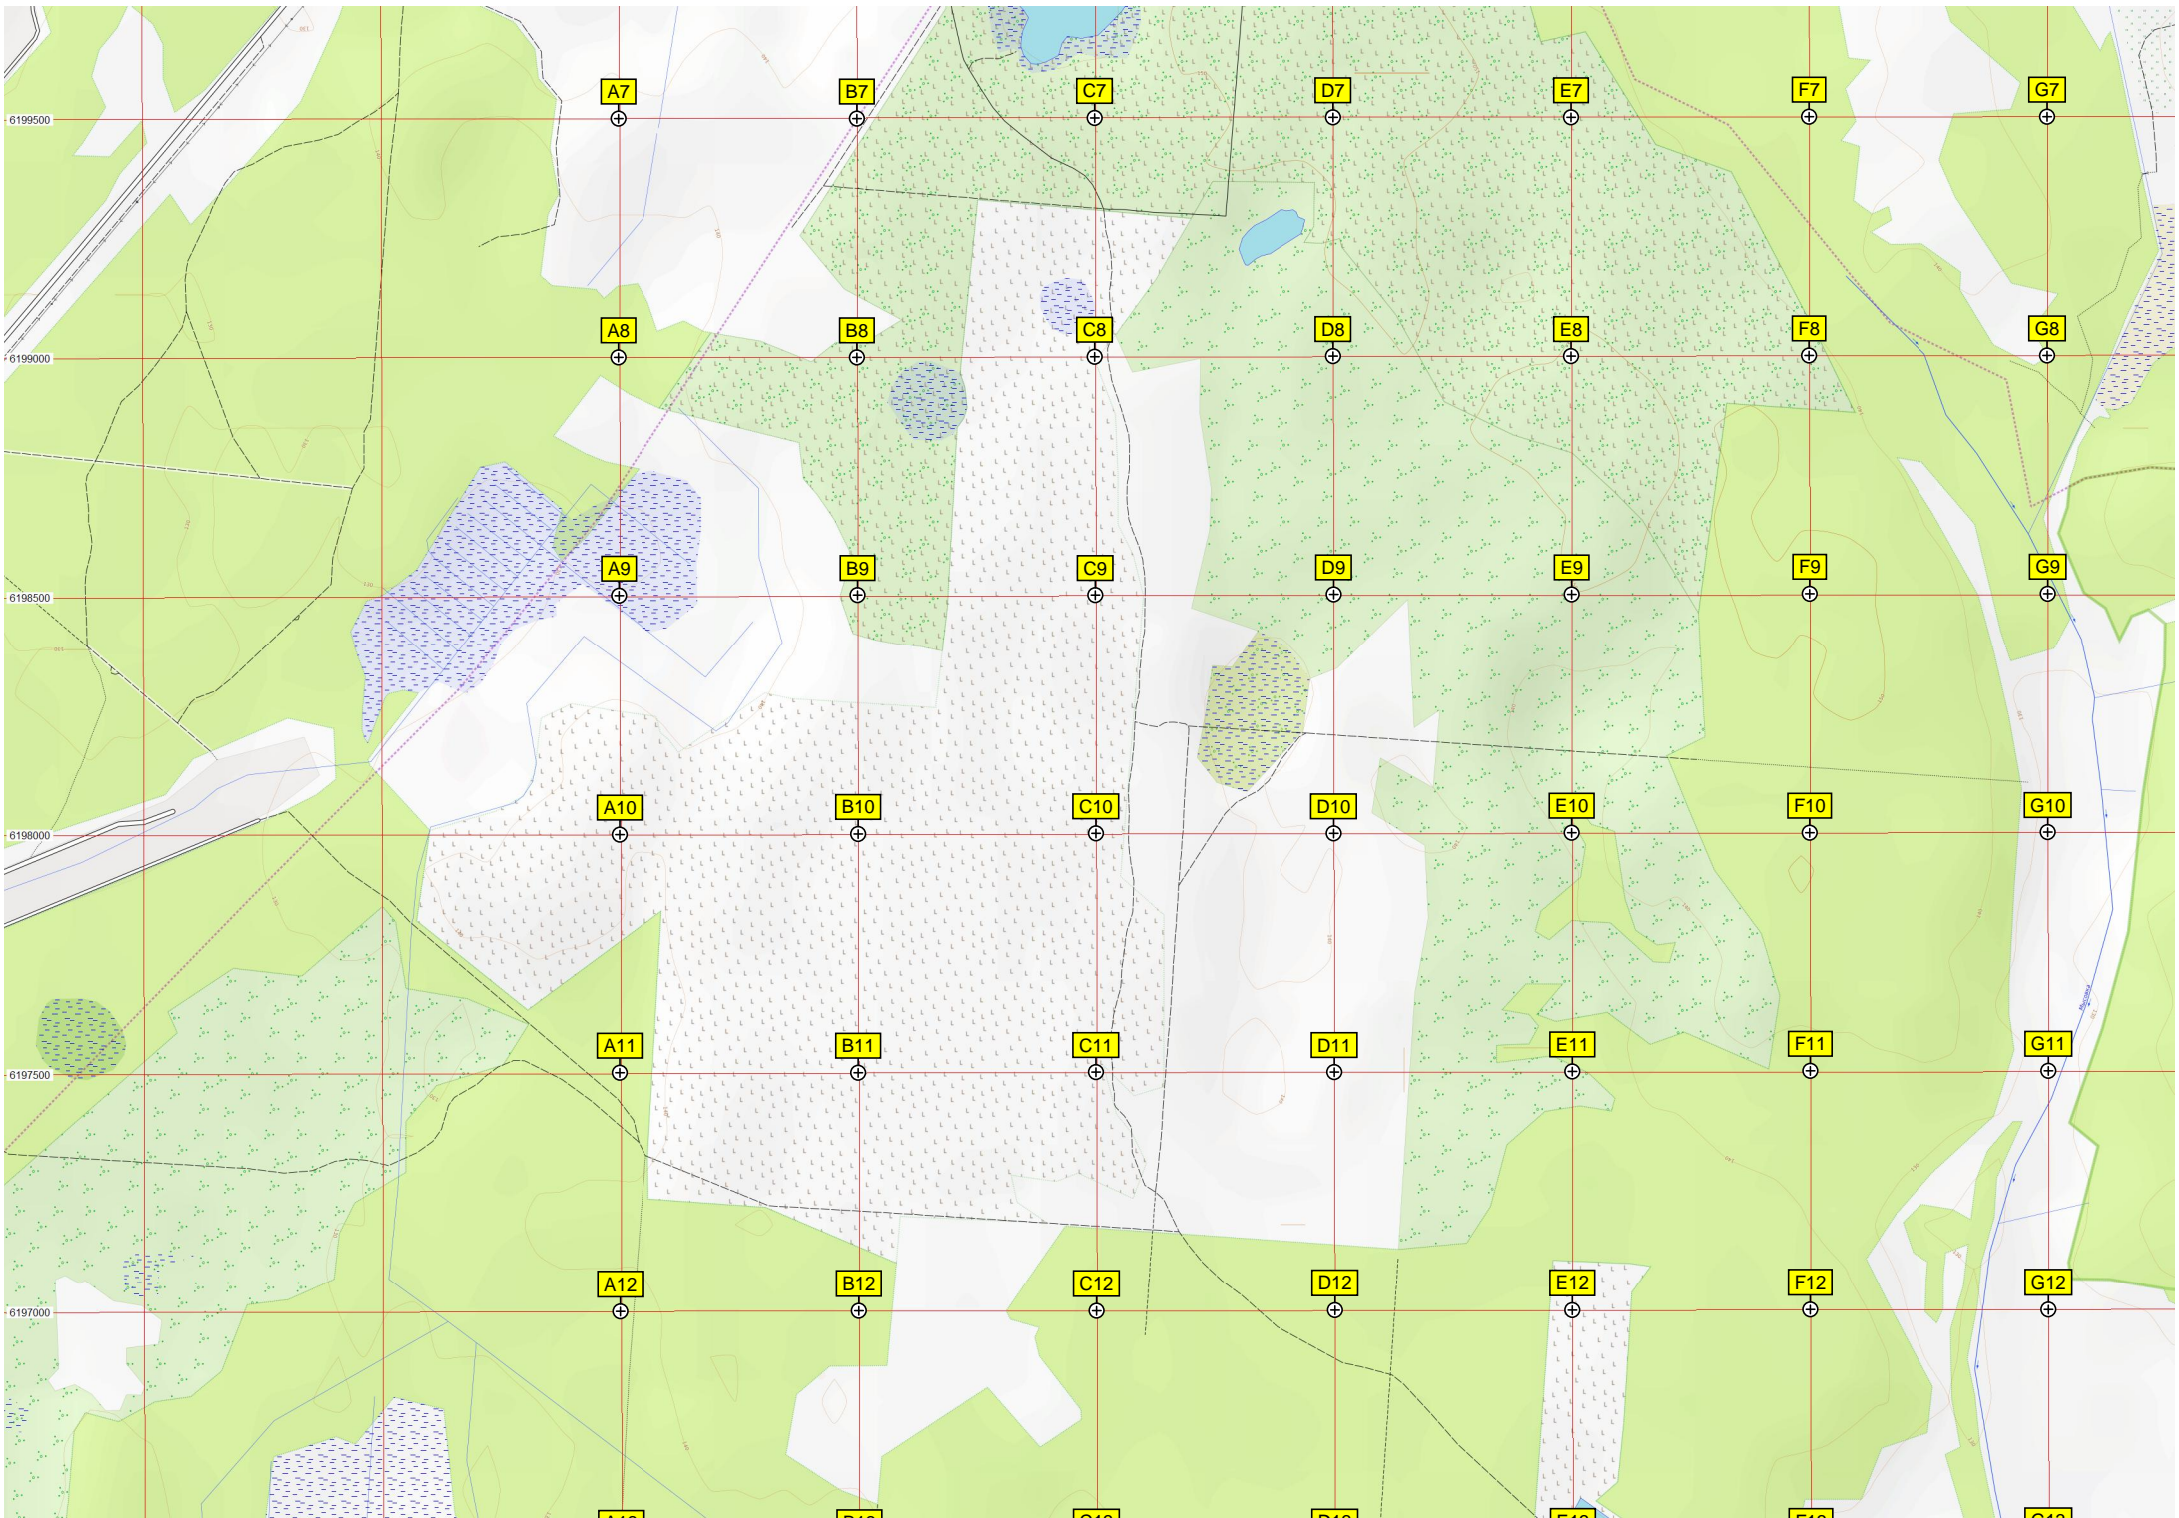 A7 B7 C7 D7 E7 F7 G7
6199500
A8 B8 C8 D8 E8 F8 G8
6199000
A9 B9 C9 D9 E9 F9 G9
6198500
A10 B10 C10 D10 E10 F10 G10
6198000
A11 B11 C11 D11 E11 F11 G11
6197500
A12 B12 C12 D12 E12 F12 G12
6197000